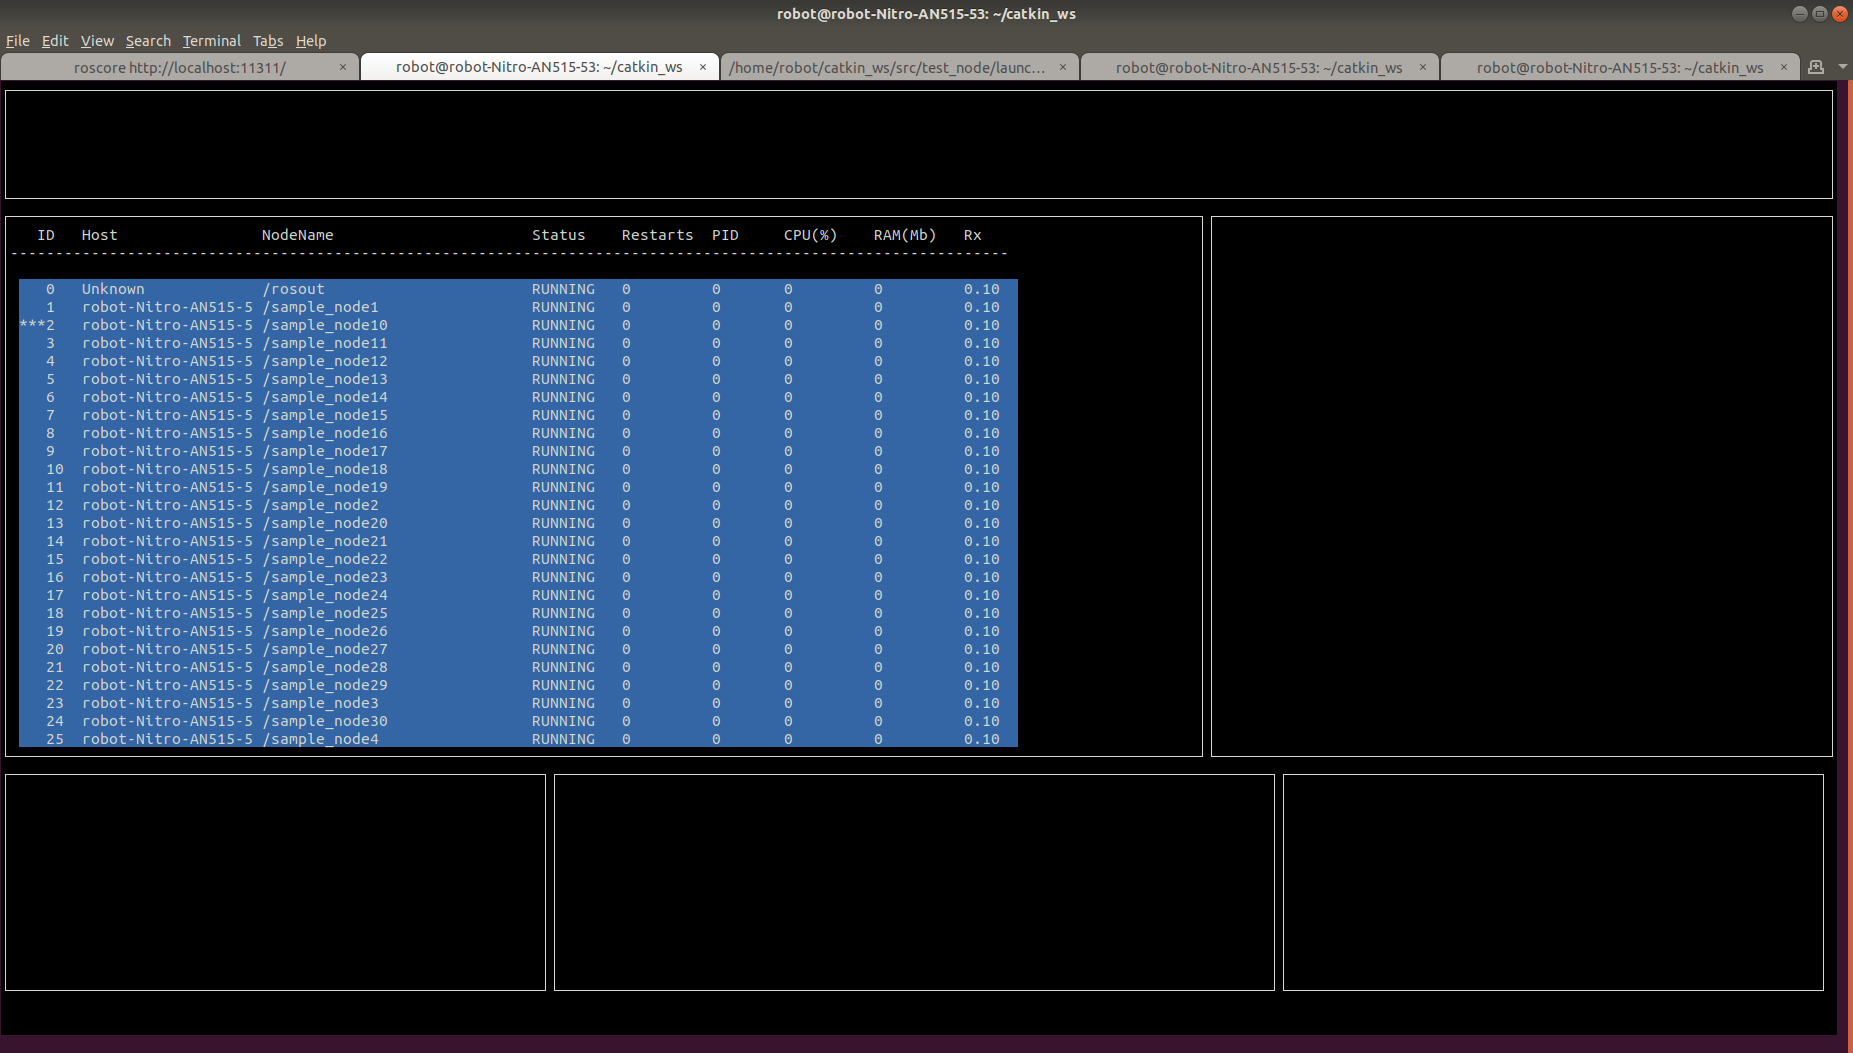 robot@robot-Nitro-AN515-53: ~/catkin_ws
File Edit View Search Terminal Tabs Help
roscore http://localhost:11311/ × robot@robot-Nitro-AN515-53: ~/catkin_ws × /home/robot/catkin_ws/src/test_node/launc... × robot@robot-Nitro-AN515-53: ~/catkin_ws × robot@robot-Nitro-AN515-53: ~/catkin_ws ×
ID Host NodeName Status Restarts PID CPU(%) RAM(Mb) Rx
---------------------------------------------------------------------------------------------------------------
0 Unknown /rosout RUNNING 0 0 0 0 0.10
1 robot-Nitro-AN515-5 /sample_node1 RUNNING 0 0 0 0 0.10
***2 robot-Nitro-AN515-5 /sample_node10 RUNNING 0 0 0 0 0.10
3 robot-Nitro-AN515-5 /sample_node11 RUNNING 0 0 0 0 0.10
4 robot-Nitro-AN515-5 /sample_node12 RUNNING 0 0 0 0 0.10
5 robot-Nitro-AN515-5 /sample_node13 RUNNING 0 0 0 0 0.10
6 robot-Nitro-AN515-5 /sample_node14 RUNNING 0 0 0 0 0.10
7 robot-Nitro-AN515-5 /sample_node15 RUNNING 0 0 0 0 0.10
8 robot-Nitro-AN515-5 /sample_node16 RUNNING 0 0 0 0 0.10
9 robot-Nitro-AN515-5 /sample_node17 RUNNING 0 0 0 0 0.10
10 robot-Nitro-AN515-5 /sample_node18 RUNNING 0 0 0 0 0.10
11 robot-Nitro-AN515-5 /sample_node19 RUNNING 0 0 0 0 0.10
12 robot-Nitro-AN515-5 /sample_node2 RUNNING 0 0 0 0 0.10
13 robot-Nitro-AN515-5 /sample_node20 RUNNING 0 0 0 0 0.10
14 robot-Nitro-AN515-5 /sample_node21 RUNNING 0 0 0 0 0.10
15 robot-Nitro-AN515-5 /sample_node22 RUNNING 0 0 0 0 0.10
16 robot-Nitro-AN515-5 /sample_node23 RUNNING 0 0 0 0 0.10
17 robot-Nitro-AN515-5 /sample_node24 RUNNING 0 0 0 0 0.10
18 robot-Nitro-AN515-5 /sample_node25 RUNNING 0 0 0 0 0.10
19 robot-Nitro-AN515-5 /sample_node26 RUNNING 0 0 0 0 0.10
20 robot-Nitro-AN515-5 /sample_node27 RUNNING 0 0 0 0 0.10
21 robot-Nitro-AN515-5 /sample_node28 RUNNING 0 0 0 0 0.10
22 robot-Nitro-AN515-5 /sample_node29 RUNNING 0 0 0 0 0.10
23 robot-Nitro-AN515-5 /sample_node3 RUNNING 0 0 0 0 0.10
24 robot-Nitro-AN515-5 /sample_node30 RUNNING 0 0 0 0 0.10
25 robot-Nitro-AN515-5 /sample_node4 RUNNING 0 0 0 0 0.10